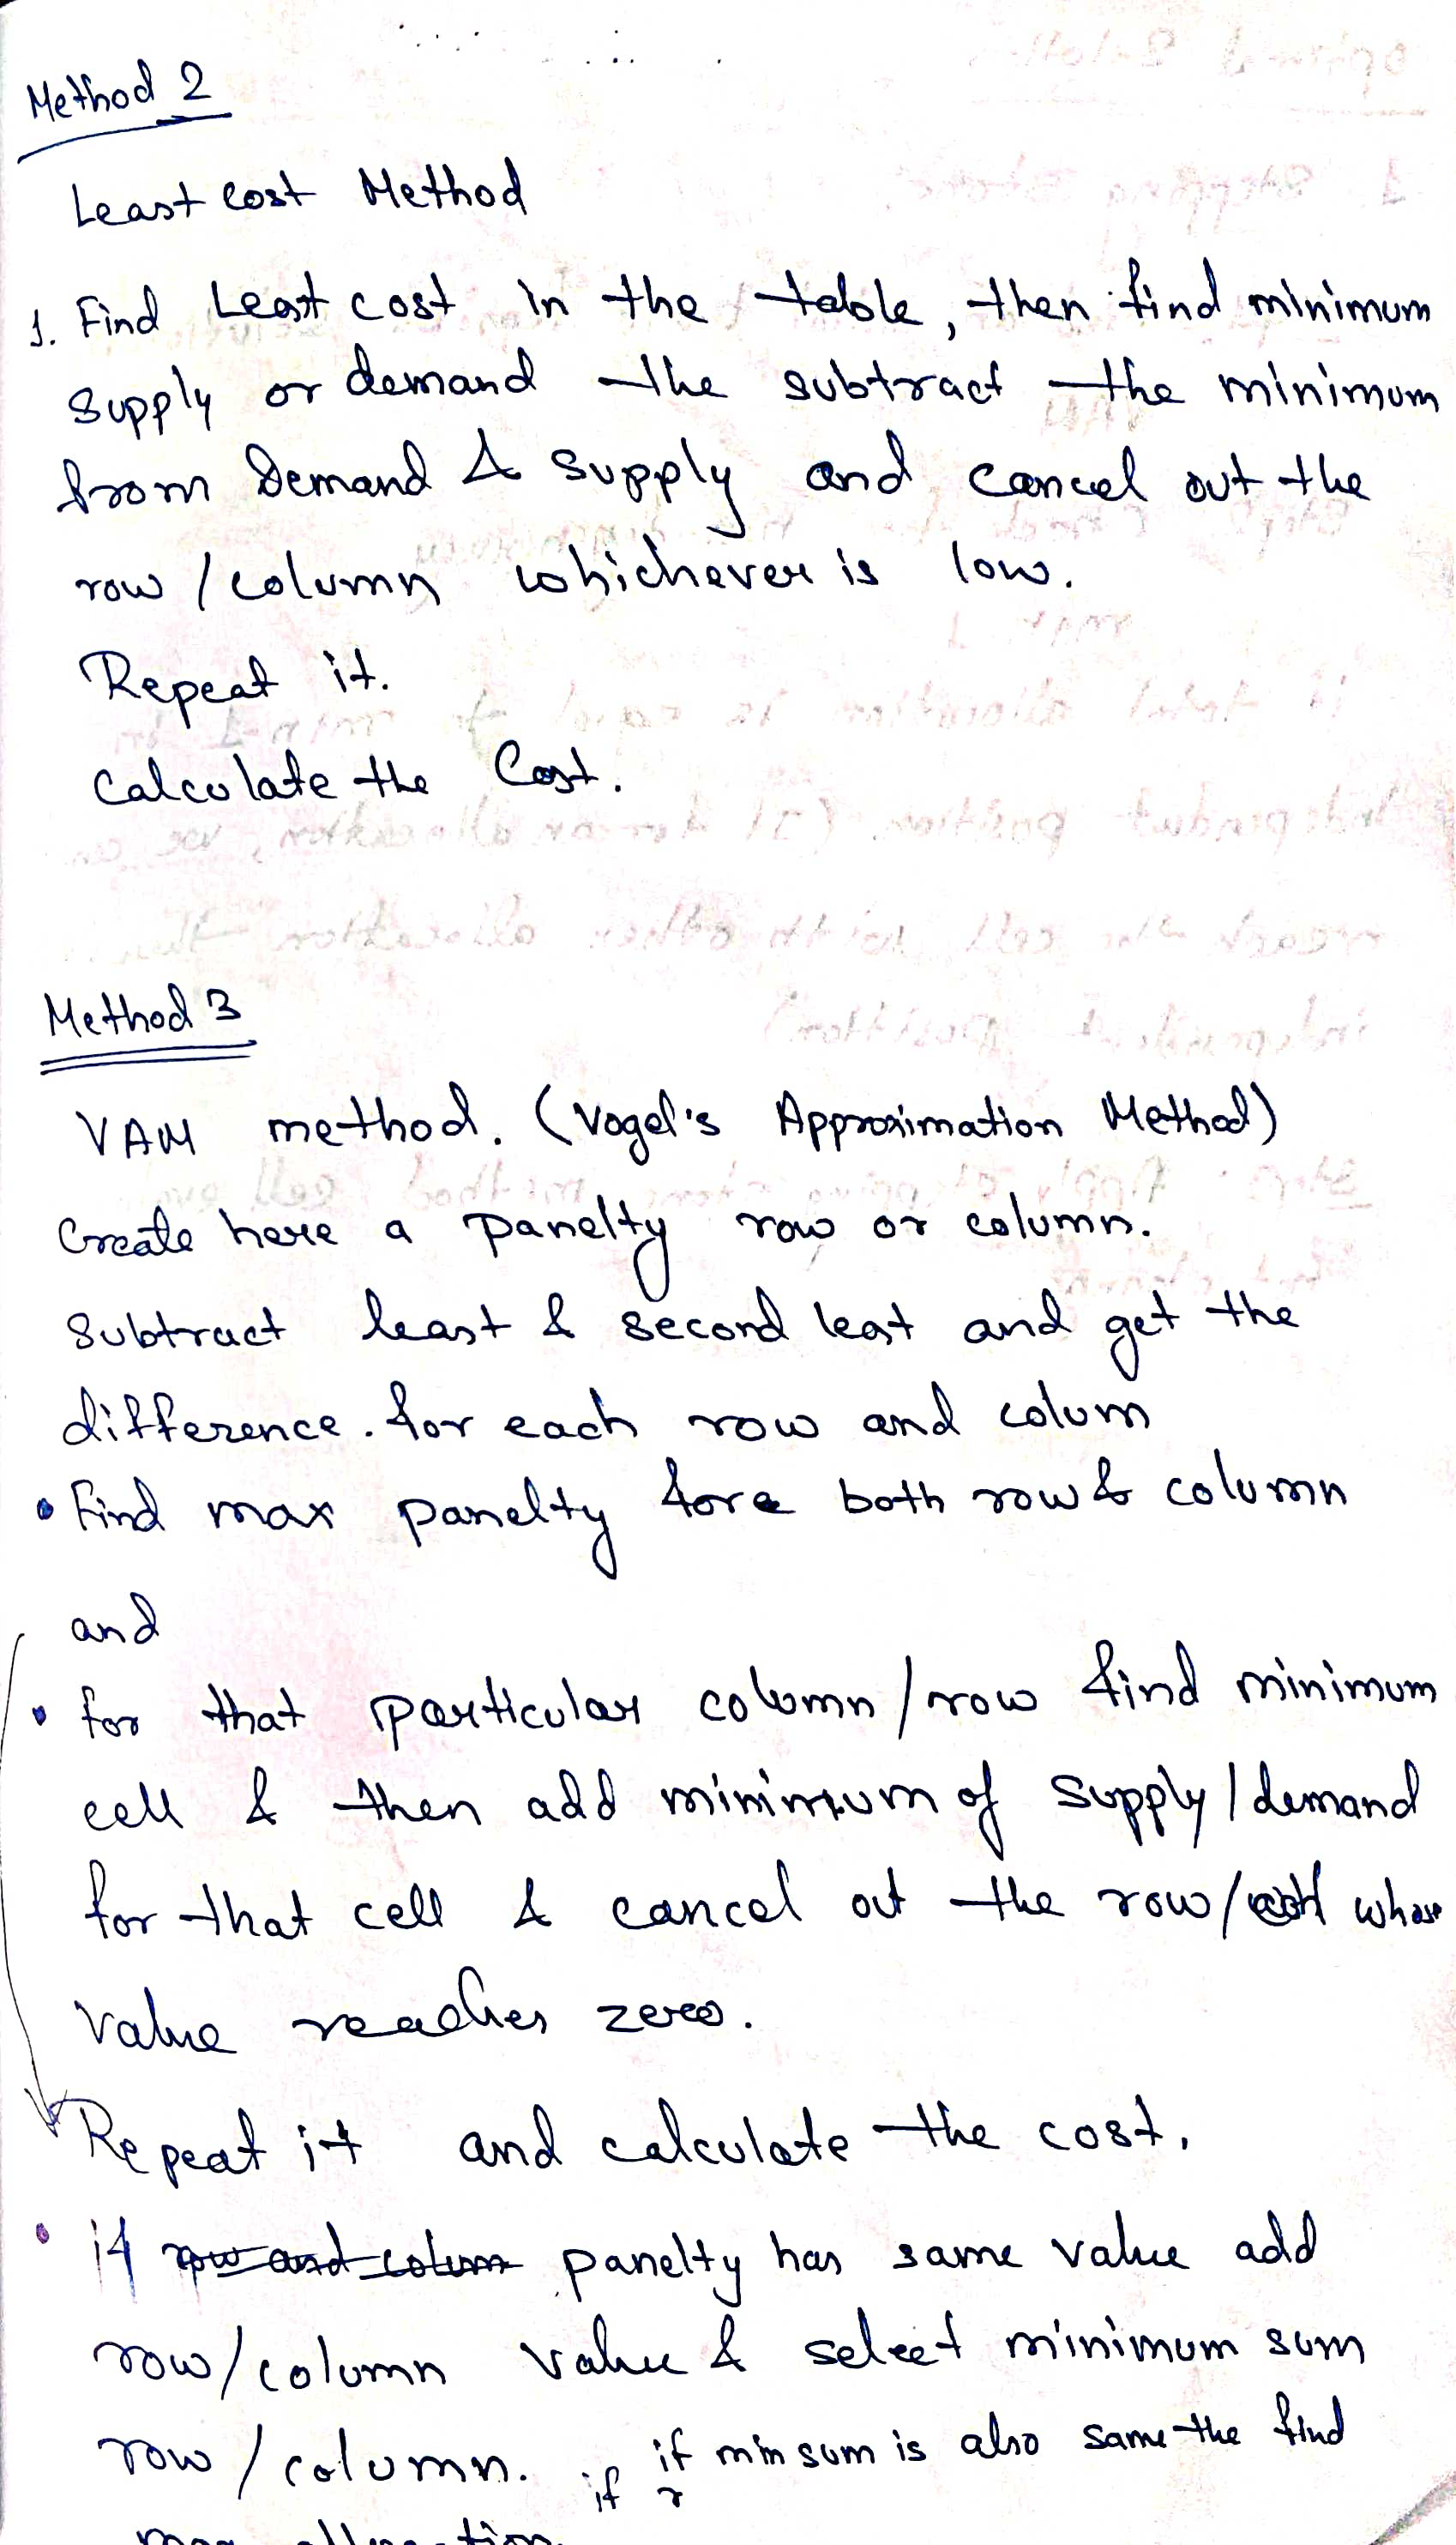 Method 2
Least cost Method
1. Find Least cost in the table, then find minimum
supply or demand the subtract the minimum
from Demand & supply and cancel out the
row / column whichever is low.
Repeat it.
Calculate the Cost.
Method 3
VAM method. (Vogel's Approximation Method)
Create here a panelty row or column.
subtract least & second least and get the
difference. for each row and colum
• Find max panelty fore both row & column
and
• for that particular column / row find minimum
cell & then add minimum of supply / demand
for that cell & cancel out the row / whose
value reaches zero.
Repeat it and calculate the cost.
• if row and colum panelty has same value add
row / column value & select minimum sum
row / column. if min sum is also same the find
if
max allocation